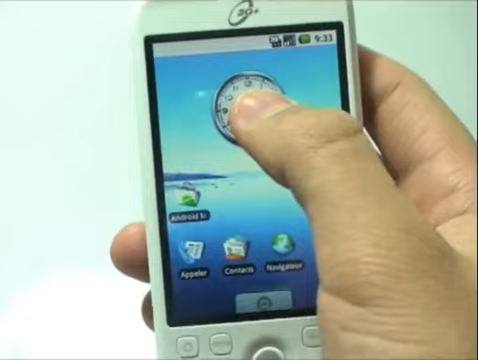 3G+
9:33
Android M
Appeler
Contacts
Navigateur